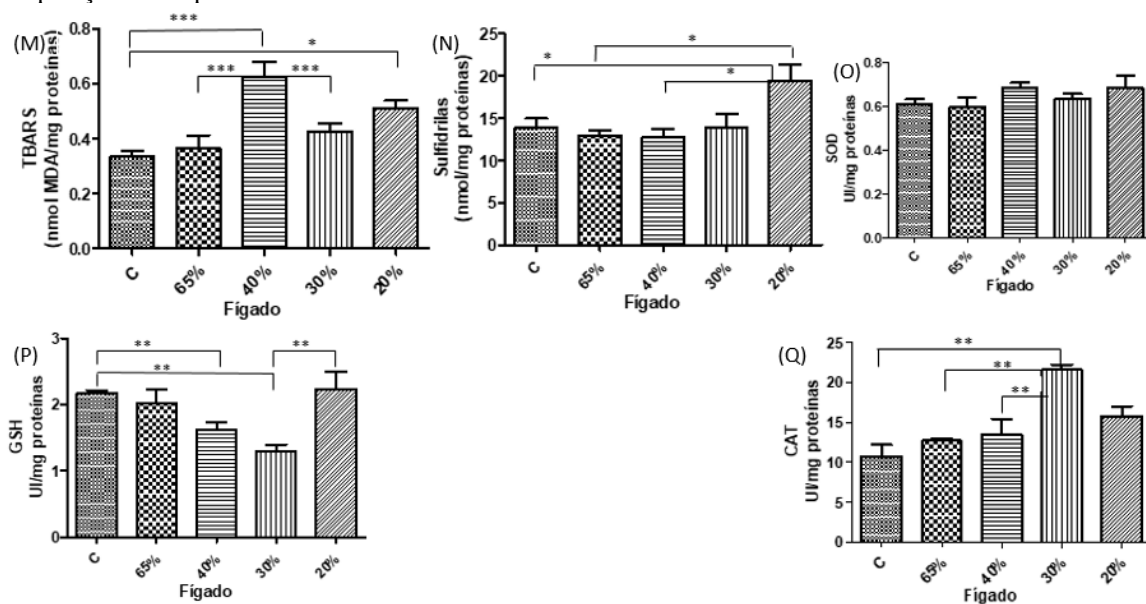 (M)
TBARS
(nmol MDA/mg proteínas)
0.8
0.6
0.4
0.2
0.0
***
*
*** ***
C 65% 40% 30% 20%
Fígado
(N)
Sulfidrilas
(nmol/mg proteínas)
25
20
15
10
5
0
*
*
*
C 65% 40% 30% 20%
Fígado
(O)
SOD
UI/mg proteínas
0.8
0.6
0.4
0.2
0.0
C 65% 40% 30% 20%
Fígado
(P)
GSH
UI/mg proteínas
3
2
1
0
** **
**
C 65% 40% 30% 20%
Fígado
(Q)
CAT
UI/mg proteínas
25
20
15
10
5
0
**
**
**
C 65% 40% 30% 20%
Fígado